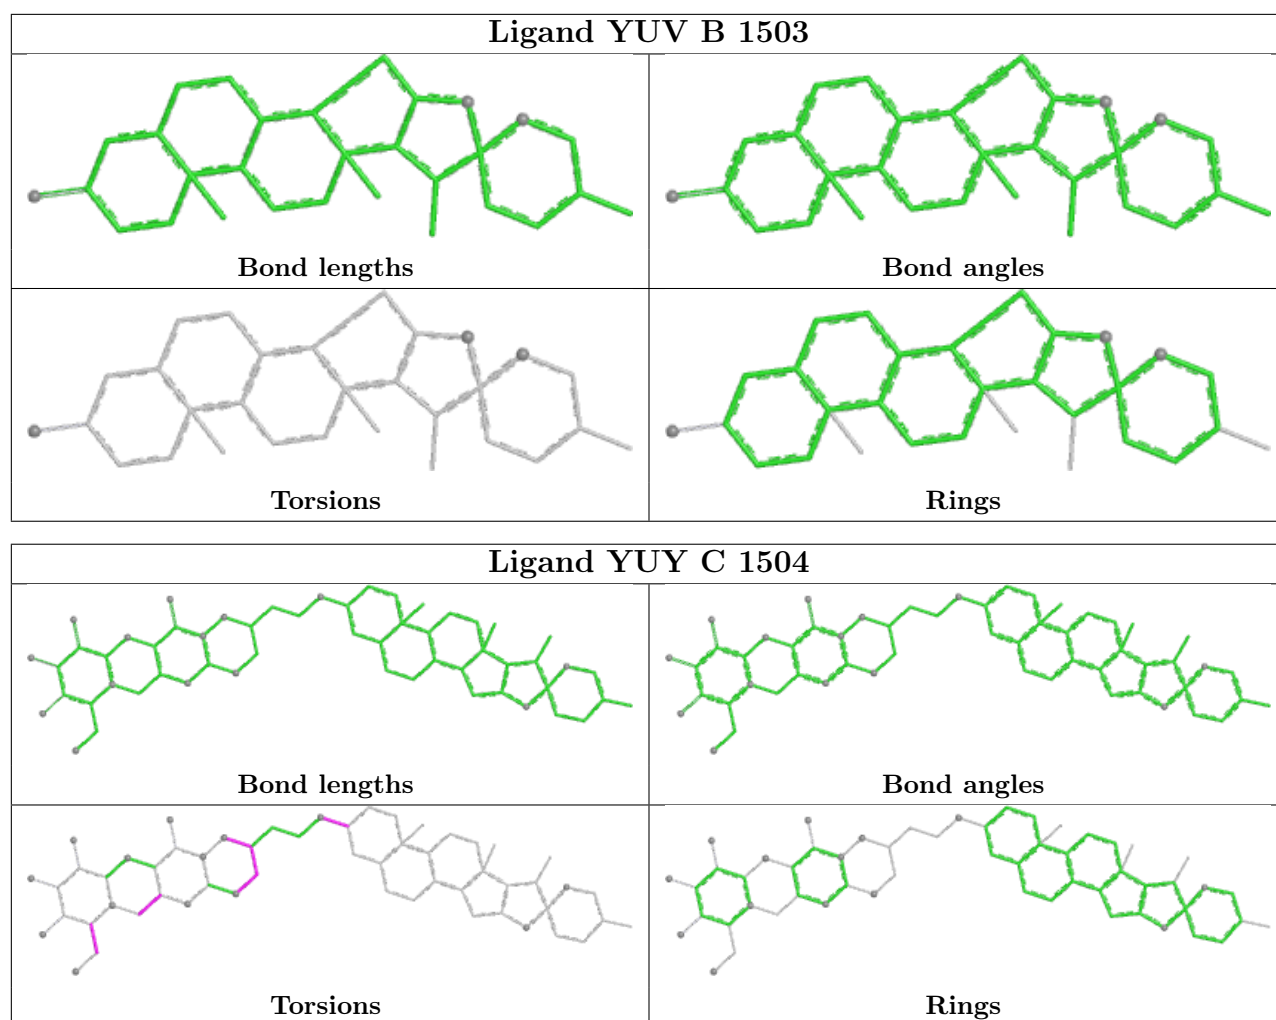 Ligand YUV B 1503
Bond lengths
Bond angles
Torsions
Rings
Ligand YUY C 1504
Bond lengths
Bond angles
Torsions
Rings